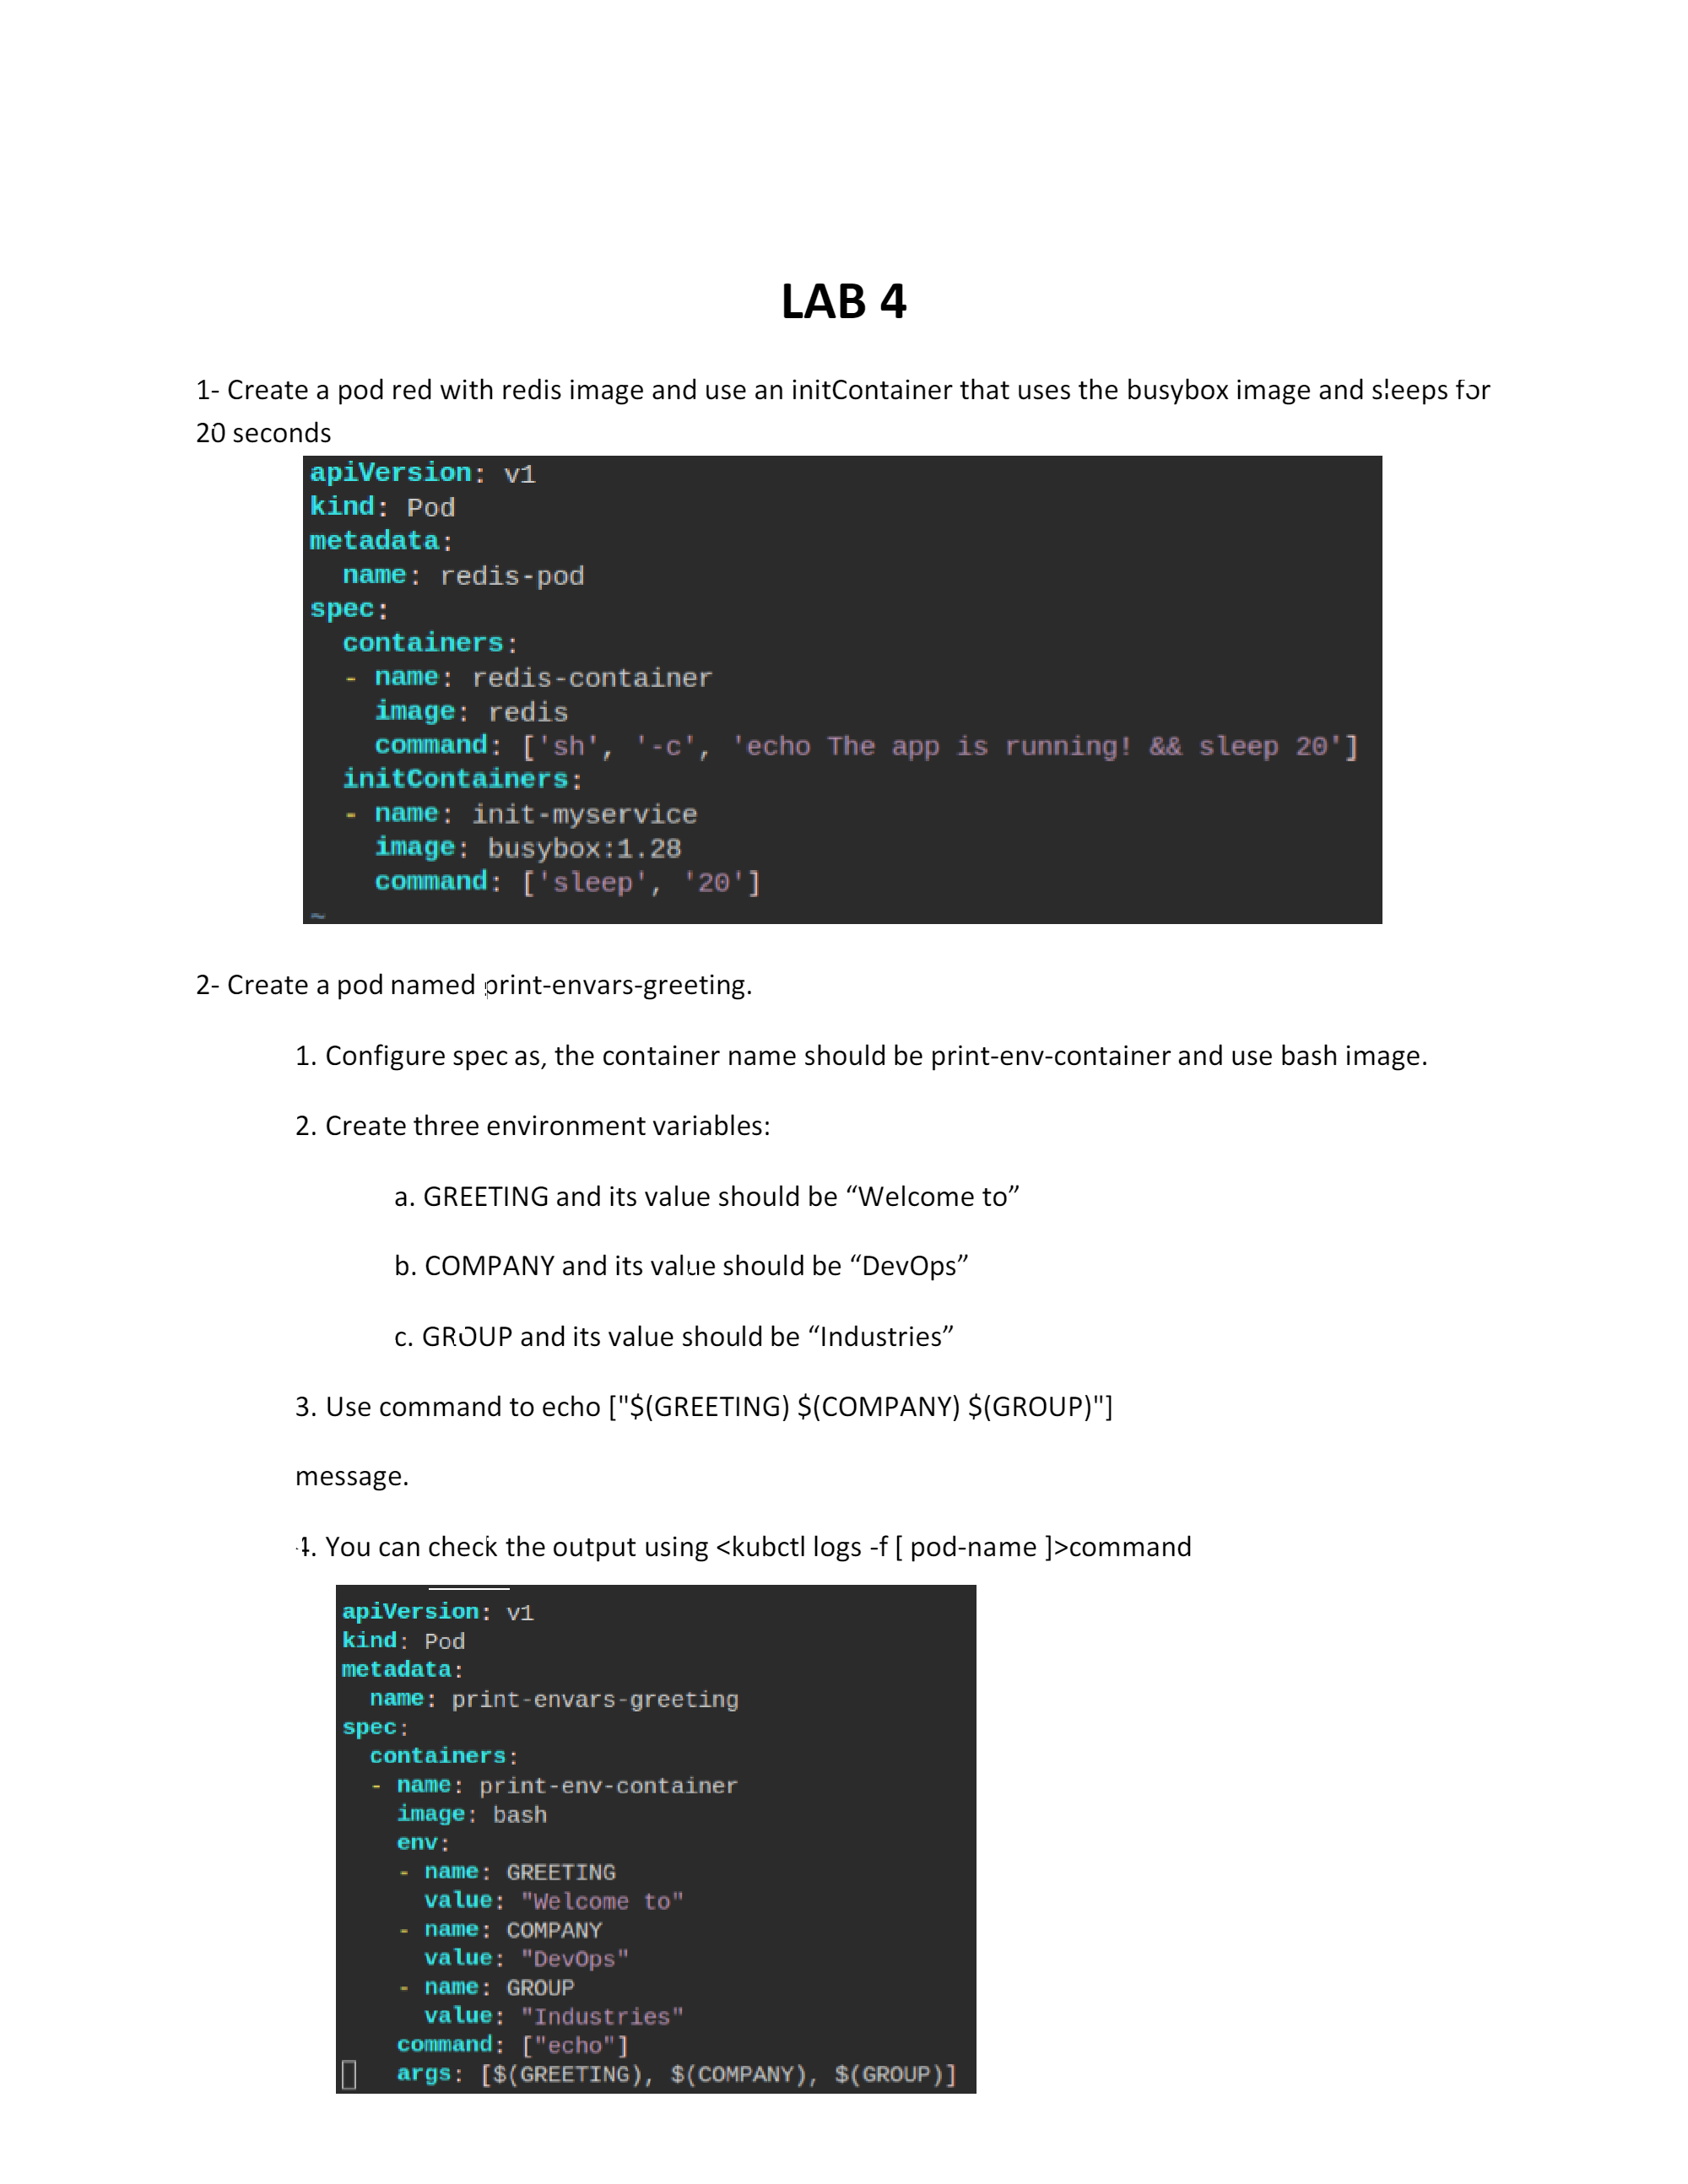 LAB 4
1- Create a pod red with redis image and use an initContainer that uses the busybox image and sleeps for
20 seconds
apiVersion: v1
kind: Pod
metadata:
  name: redis-pod
spec:
  containers:
  - name: redis-container
    image: redis
    command: ['sh', '-c', 'echo The app is running! && sleep 20']
  initContainers:
  - name: init-myservice
    image: busybox:1.28
    command: ['sleep', '20']
~
2- Create a pod named print-envars-greeting.
1. Configure spec as, the container name should be print-env-container and use bash image.
2. Create three environment variables:
a. GREETING and its value should be “Welcome to”
b. COMPANY and its value should be “DevOps”
c. GROUP and its value should be “Industries”
3. Use command to echo ["$(GREETING) $(COMPANY) $(GROUP)"]
message.
4. You can check the output using <kubctl logs -f [ pod-name ]>command
apiVersion: v1
kind: Pod
metadata:
  name: print-envars-greeting
spec:
  containers:
  - name: print-env-container
    image: bash
    env:
    - name: GREETING
      value: "Welcome to"
    - name: COMPANY
      value: "DevOps"
    - name: GROUP
      value: "Industries"
    command: ["echo"]
    args: [$(GREETING), $(COMPANY), $(GROUP)]